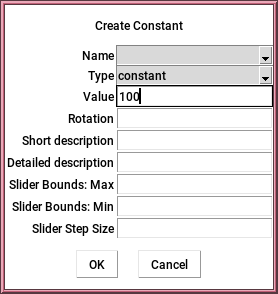 Create Constant
Name
Type constant
Value 100
Rotation
Short description
Detailed description
Slider Bounds: Max
Slider Bounds: Min
Slider Step Size
OK Cancel